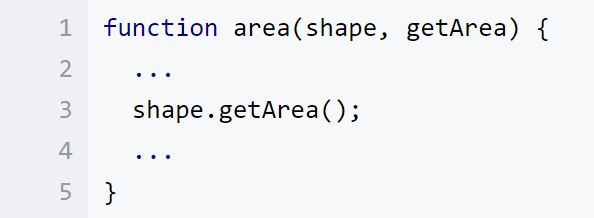 1 function area(shape, getArea) {
2 ...
3 shape.getArea();
4 ...
5 }